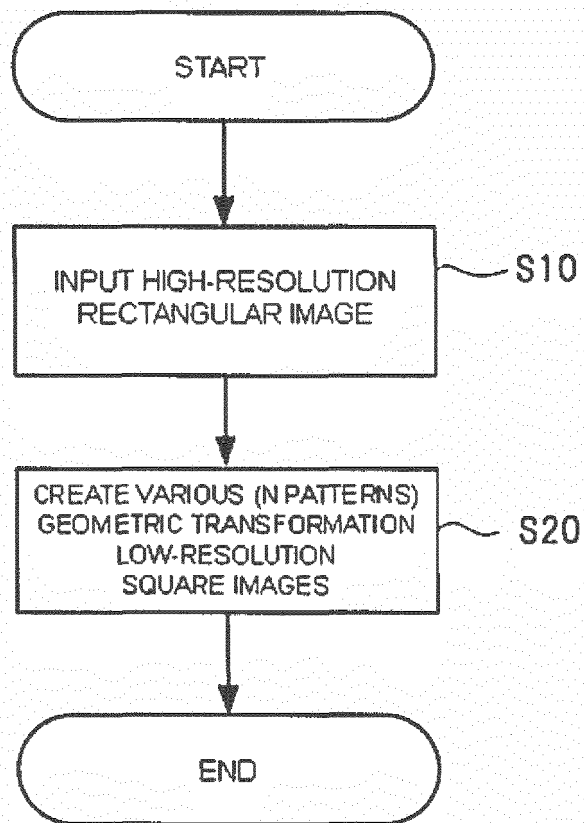 START
INPUT HIGH-RESOLUTION
RECTANGULAR IMAGE
S10
CREATE VARIOUS (N PATTERNS)
GEOMETRIC TRANSFORMATION
LOW-RESOLUTION
SQUARE IMAGES
S20
END